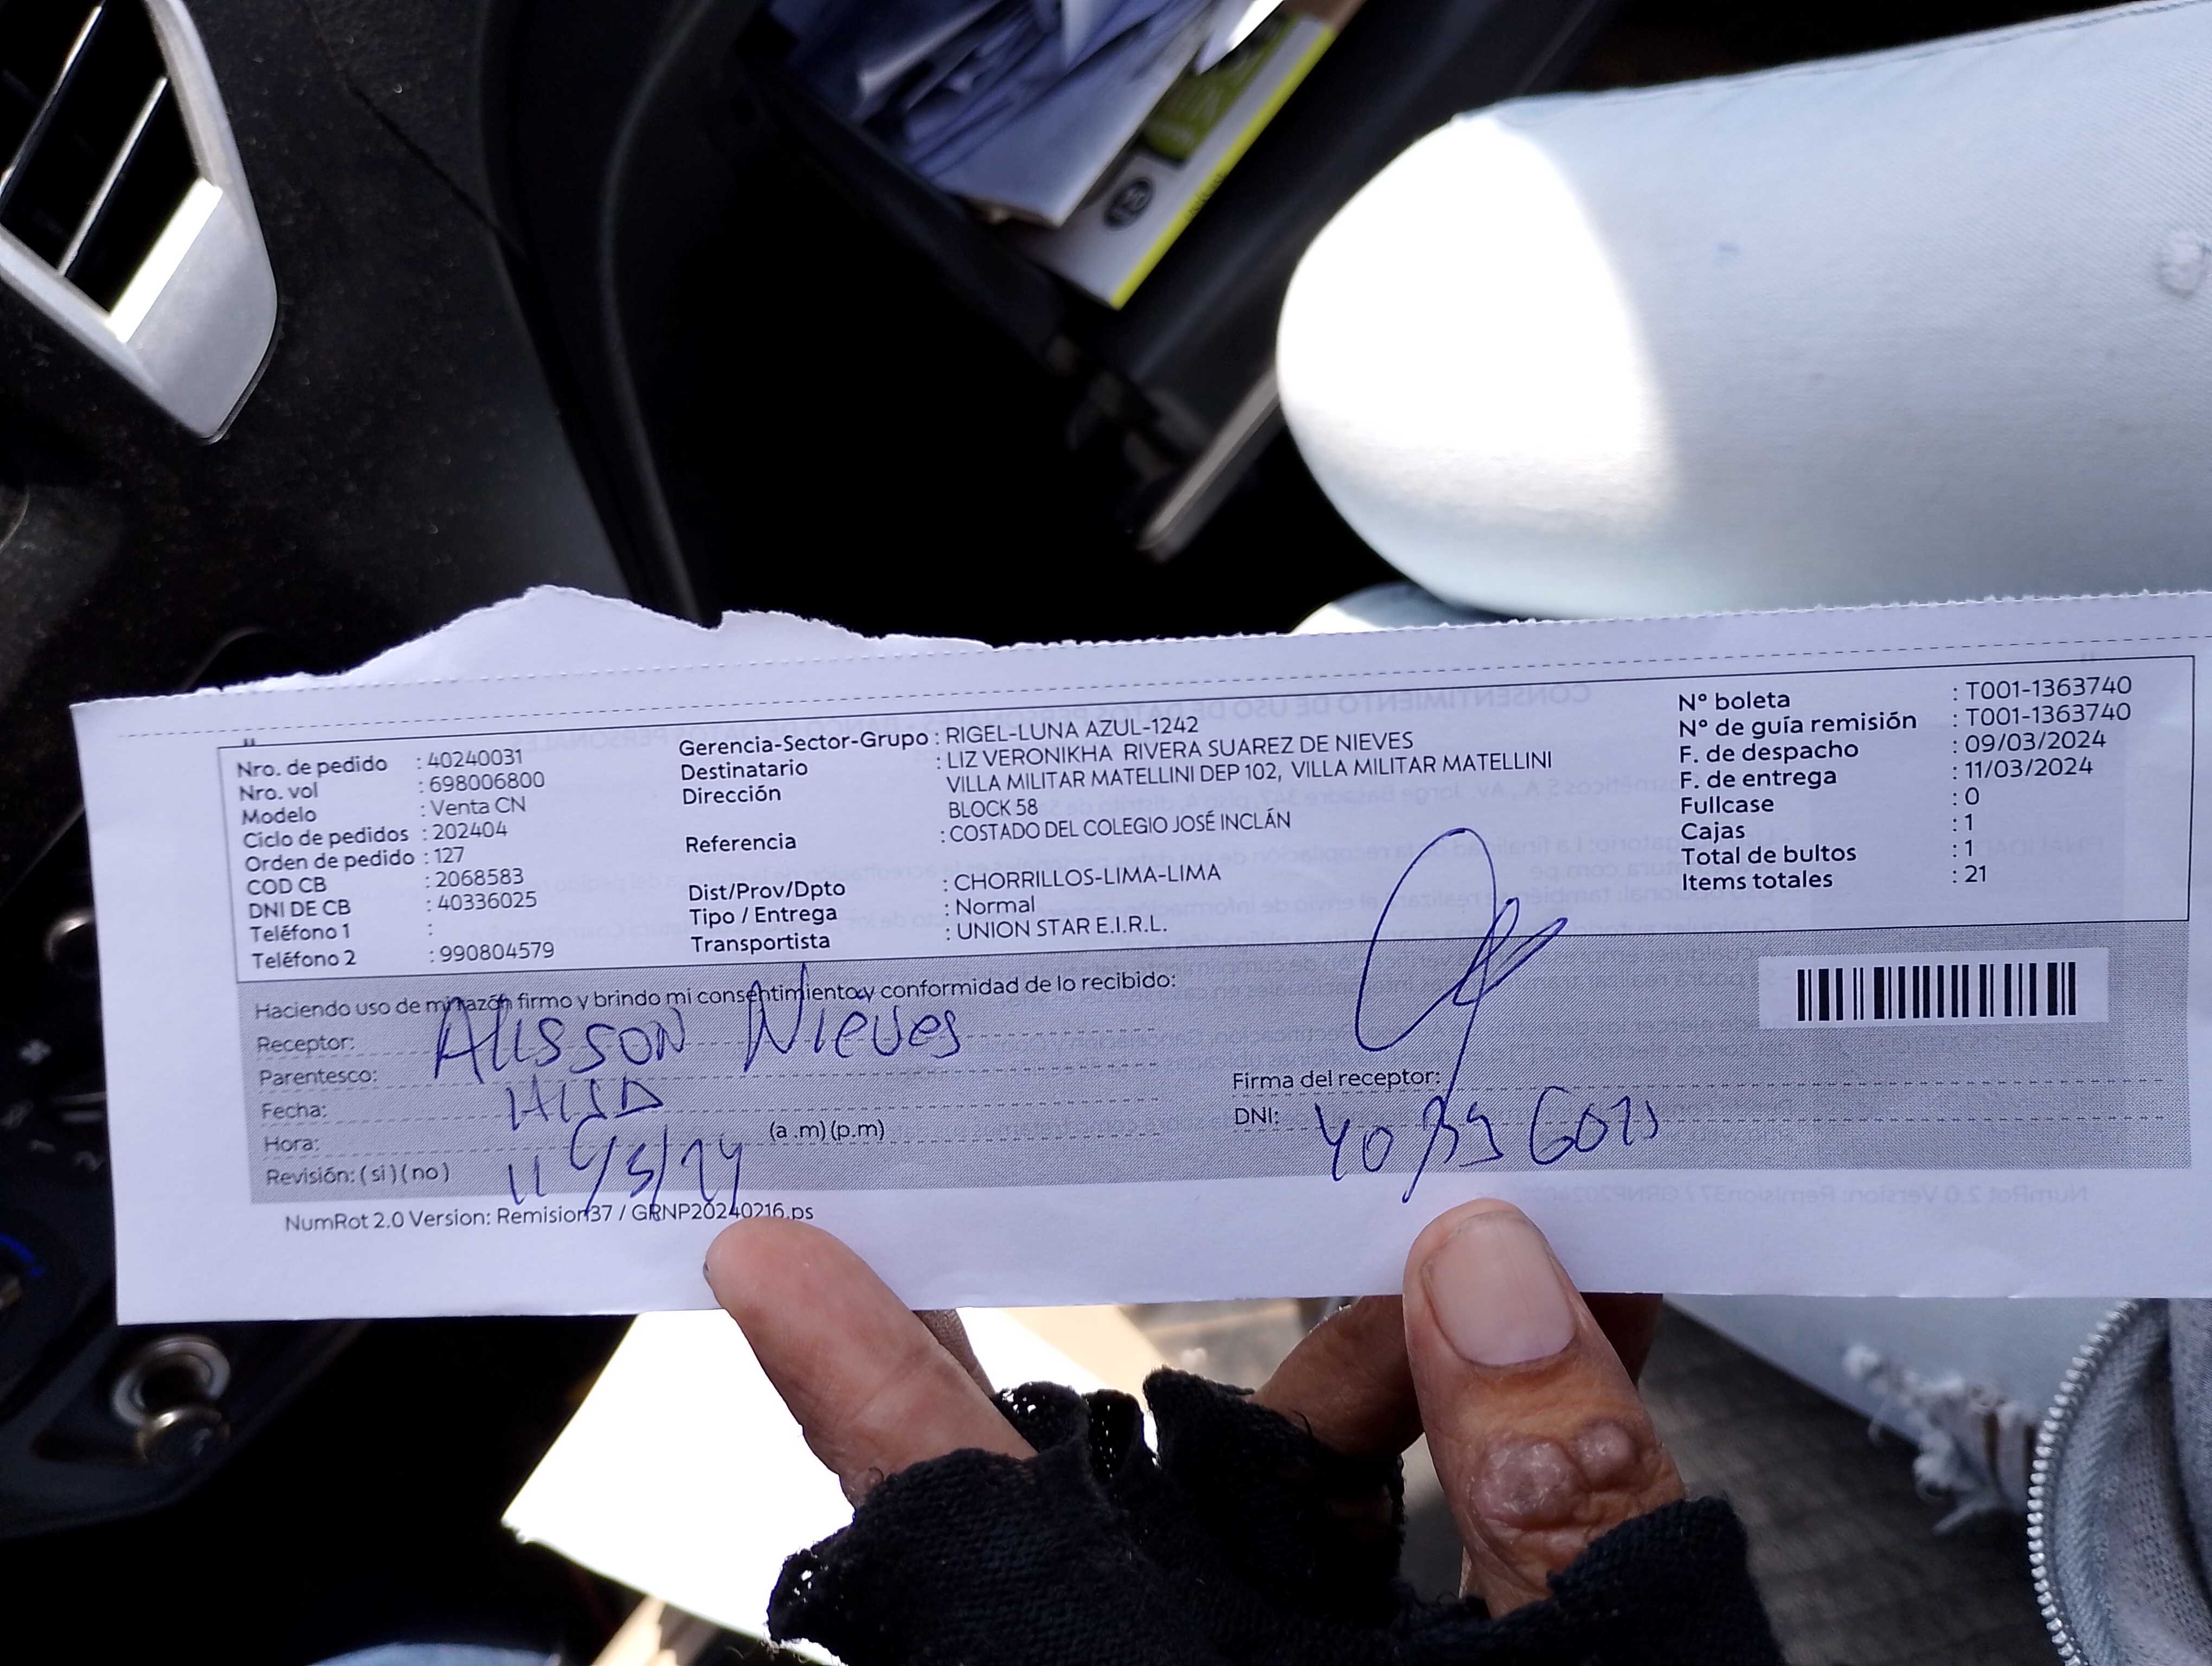 Nro. de pedido : 40240031
Nro. vol : 698006800
Modelo : Venta CN
Ciclo de pedidos : 202404
Orden de pedido : 127
COD CB : 2068583
DNI DE CB : 40336025
Teléfono 1 :
Teléfono 2 : 990804579
Gerencia-Sector-Grupo : RIGEL-LUNA AZUL-1242
Destinatario : LIZ VERONIKHA RIVERA SUAREZ DE NIEVES
Dirección VILLA MILITAR MATELLINI DEP 102, VILLA MILITAR MATELLINI
BLOCK 58
Referencia : COSTADO DEL COLEGIO JOSÉ INCLÁN
Dist/Prov/Dpto : CHORRILLOS-LIMA-LIMA
Tipo / Entrega : Normal
Transportista : UNION STAR E.I.R.L.
N° boleta : T001-1363740
N° de guía remisión : T001-1363740
F. de despacho : 09/03/2024
F. de entrega : 11/03/2024
Fullcase : 0
Cajas : 1
Total de bultos : 1
Items totales : 21
Haciendo uso de mi razón firmo y brindo mi consentimiento y conformidad de lo recibido:
Receptor: Alisson Nieves
Parentesco: Hija
Fecha:
Hora: (a .m) (p.m)
Revisión: ( si ) ( no )
Firma del receptor:
DNI:
NumRot 2.0 Version: Remision37 / GRNP20240216.ps